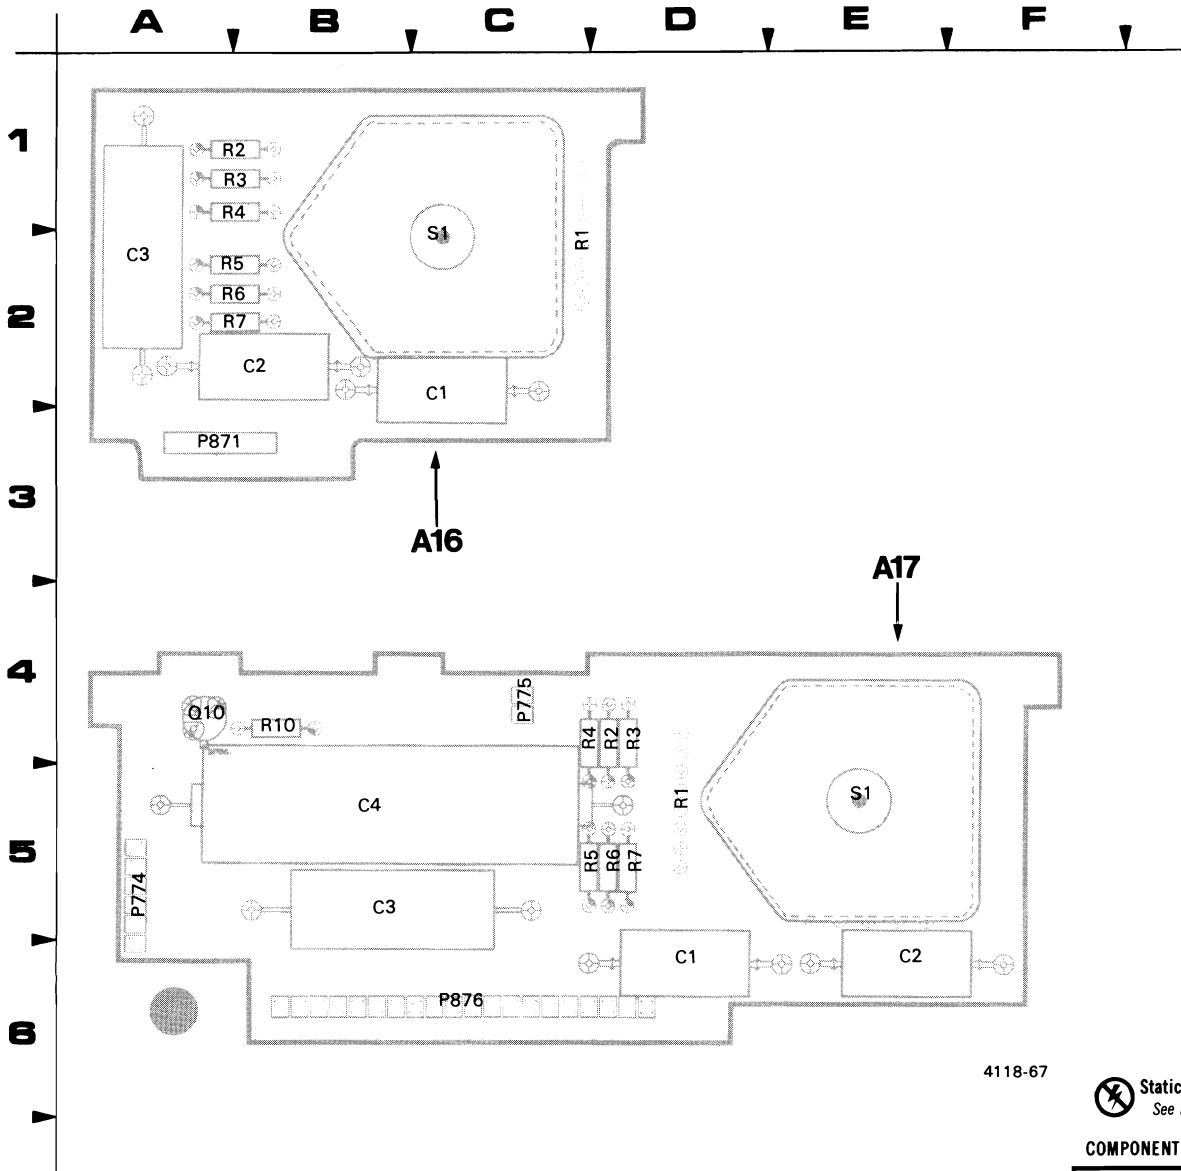 A B C D E F
1
R2
R3
R4
S1
R1
C3
R5
R6
2
R7
C2
C1
P871
3
A16
A17
4
P775
Q10
R10
R4 R2 R3
C4
R1
S1
5
R5 R6 R7
P774
C3
C1
C2
P876
6
4118-67
Static
See
COMPONENT